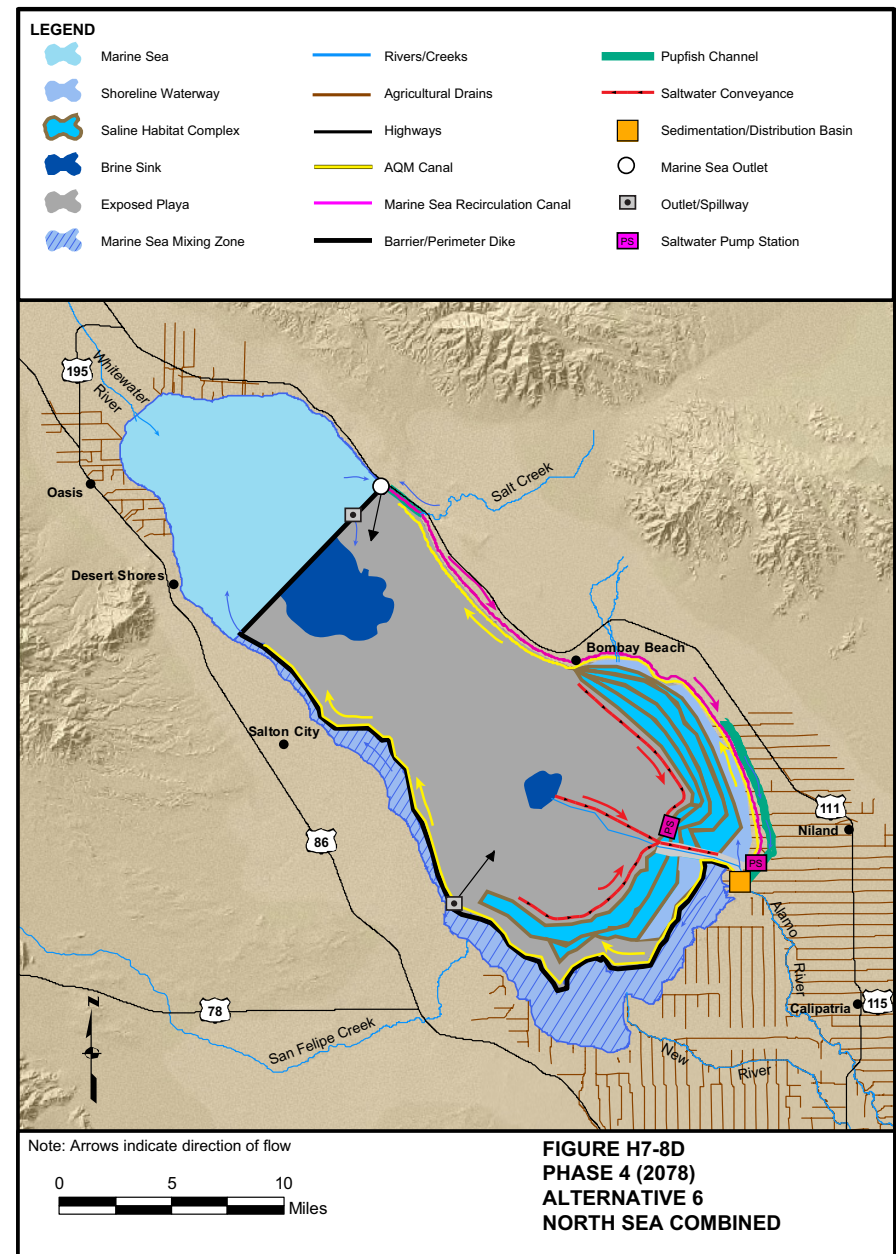 LEGEND
Marine Sea
Shoreline Waterway
Saline Habitat Complex
Brine Sink
Exposed Playa
Marine Sea Mixing Zone
Rivers/Creeks
Agricultural Drains
Highways
AQM Canal
Marine Sea Recirculation Canal
Barrier/Perimeter Dike
Pupfish Channel
Saltwater Conveyance
Sedimentation/Distribution Basin
Marine Sea Outlet
Outlet/Spillway
PS
Saltwater Pump Station
195
Whitewater
River
Oasis
Salt Creek
Desert Shores
Bombay Beach
Salton City
111
Niland
86
PS
PS
Alamo
River
78
115
Calipatria
San Felipe Creek
New
River
N
Note: Arrows indicate direction of flow
0 5 10
Miles
FIGURE H7-8D
PHASE 4 (2078)
ALTERNATIVE 6
NORTH SEA COMBINED